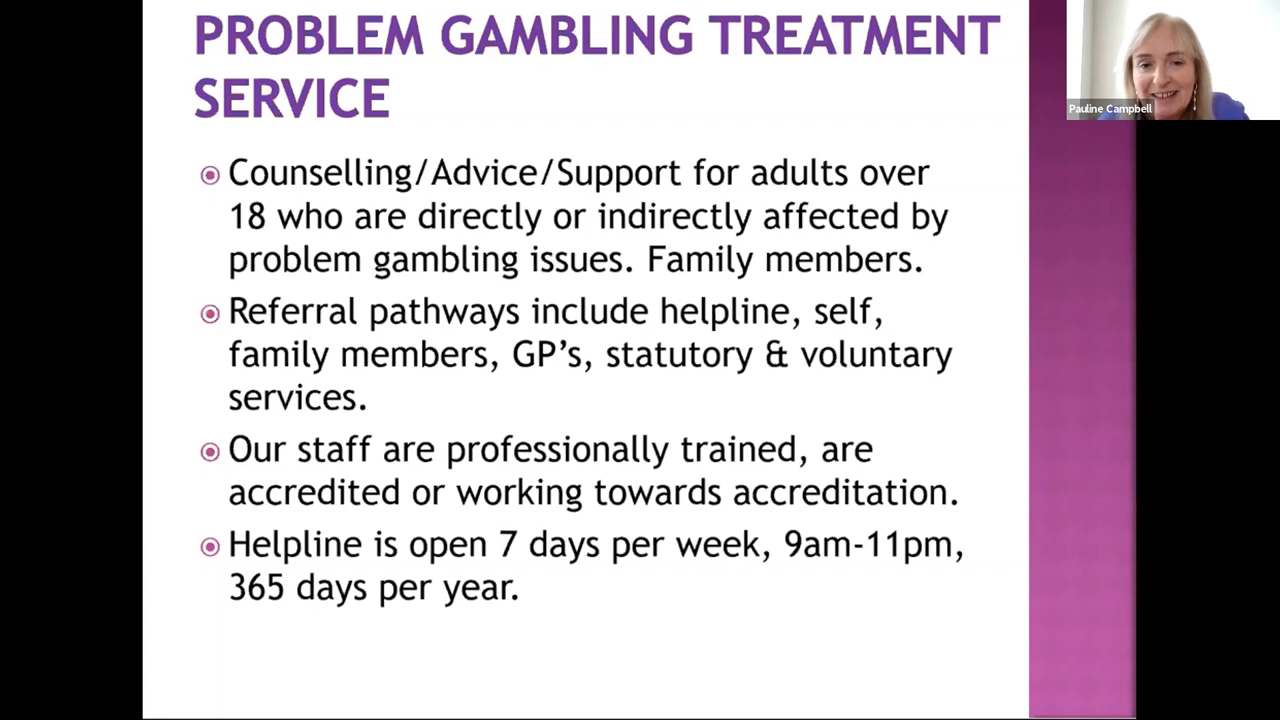 PROBLEM GAMBLING TREATMENT
SERVICE
Counselling/Advice/Support for adults over
18 who are directly or indirectly affected by
problem gambling issues. Family members.
Referral pathways include helpline, self,
family members, GP’s, statutory & voluntary
services.
Our staff are professionally trained, are
accredited or working towards accreditation.
Helpline is open 7 days per week, 9am-11pm,
365 days per year.
Pauline Campbell